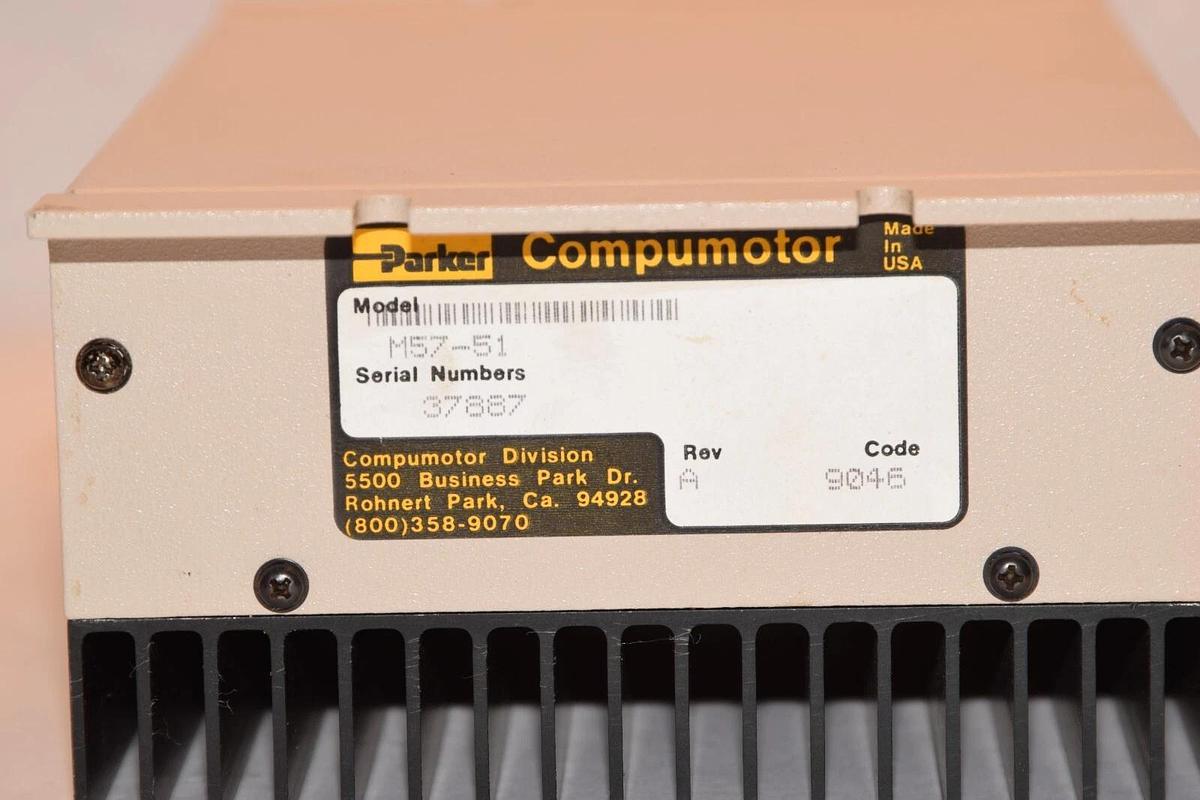 Parker Compumotor
Made
In
USA
Model
M57-51
Serial Numbers
37887
Compumotor Division
5500 Business Park Dr.
Rohnert Park, Ca. 94928
(800)358-9070
Rev Code
A 9046